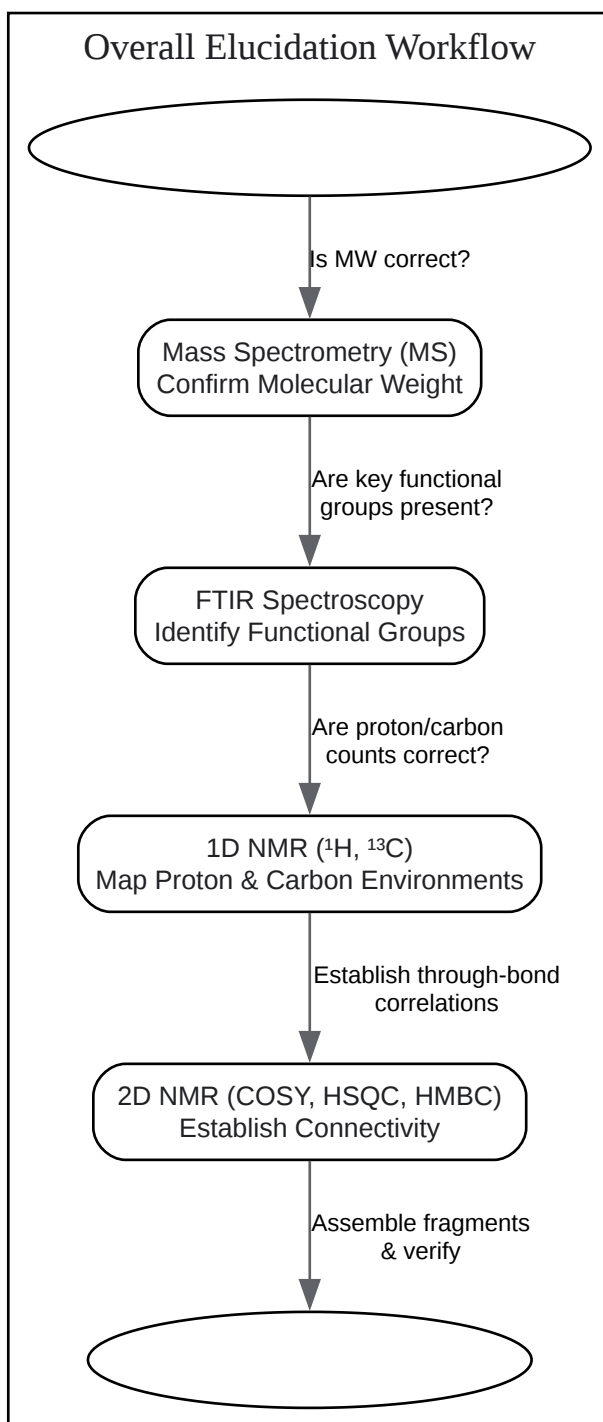 Overall Elucidation Workflow
Is MW correct?
Mass Spectrometry (MS)
Confirm Molecular Weight
Are key functional
groups present?
FTIR Spectroscopy
Identify Functional Groups
Are proton/carbon
counts correct?
1D NMR (¹H, ¹³C)
Map Proton & Carbon Environments
Establish through-bond
correlations
2D NMR (COSY, HSQC, HMBC)
Establish Connectivity
Assemble fragments
& verify